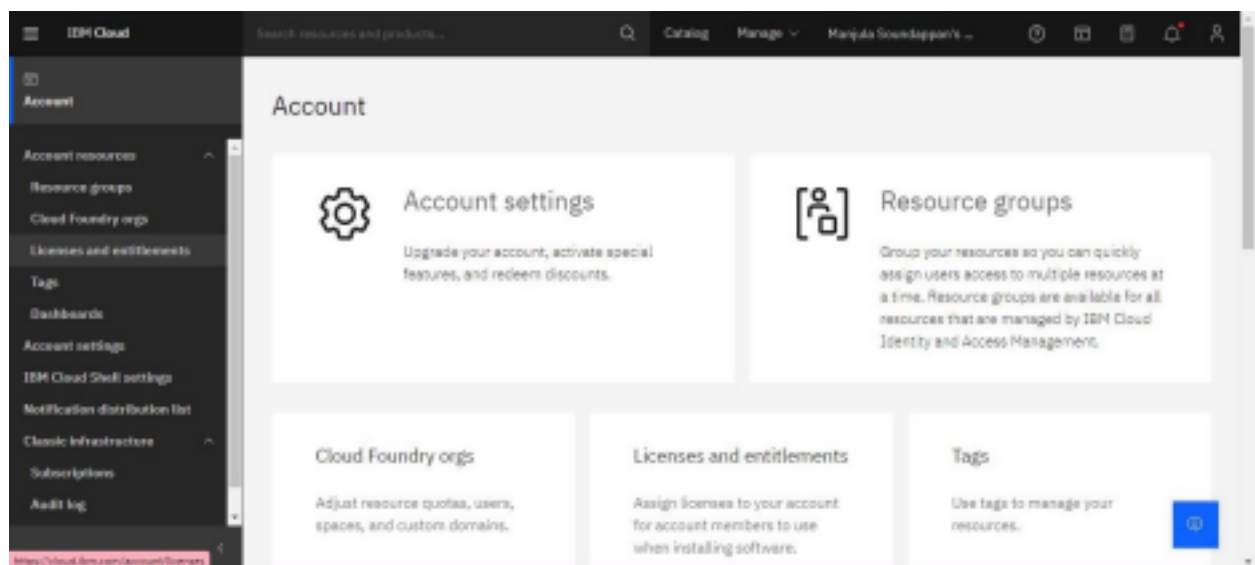 IBM Cloud
Search resources and products...
Catalog
Manage
Manjula Soundappan's ...
Account
Account resources
Resource groups
Cloud Foundry orgs
Licenses and entitlements
Tags
Dashboards
Account settings
IBM Cloud Shell settings
Notification distribution list
Classic infrastructure
Subscriptions
Audit log
https://cloud.ibm.com/account/licenses
Account
Account settings
Upgrade your account, activate special
features, and redeem discounts.
Resource groups
Group your resources so you can quickly
assign users access to multiple resources at
a time. Resource groups are available for all
resources that are managed by IBM Cloud
Identity and Access Management.
Cloud Foundry orgs
Adjust resource quotas, users,
spaces, and custom domains.
Licenses and entitlements
Assign licenses to your account
for account members to use
when installing software.
Tags
Use tags to manage your
resources.